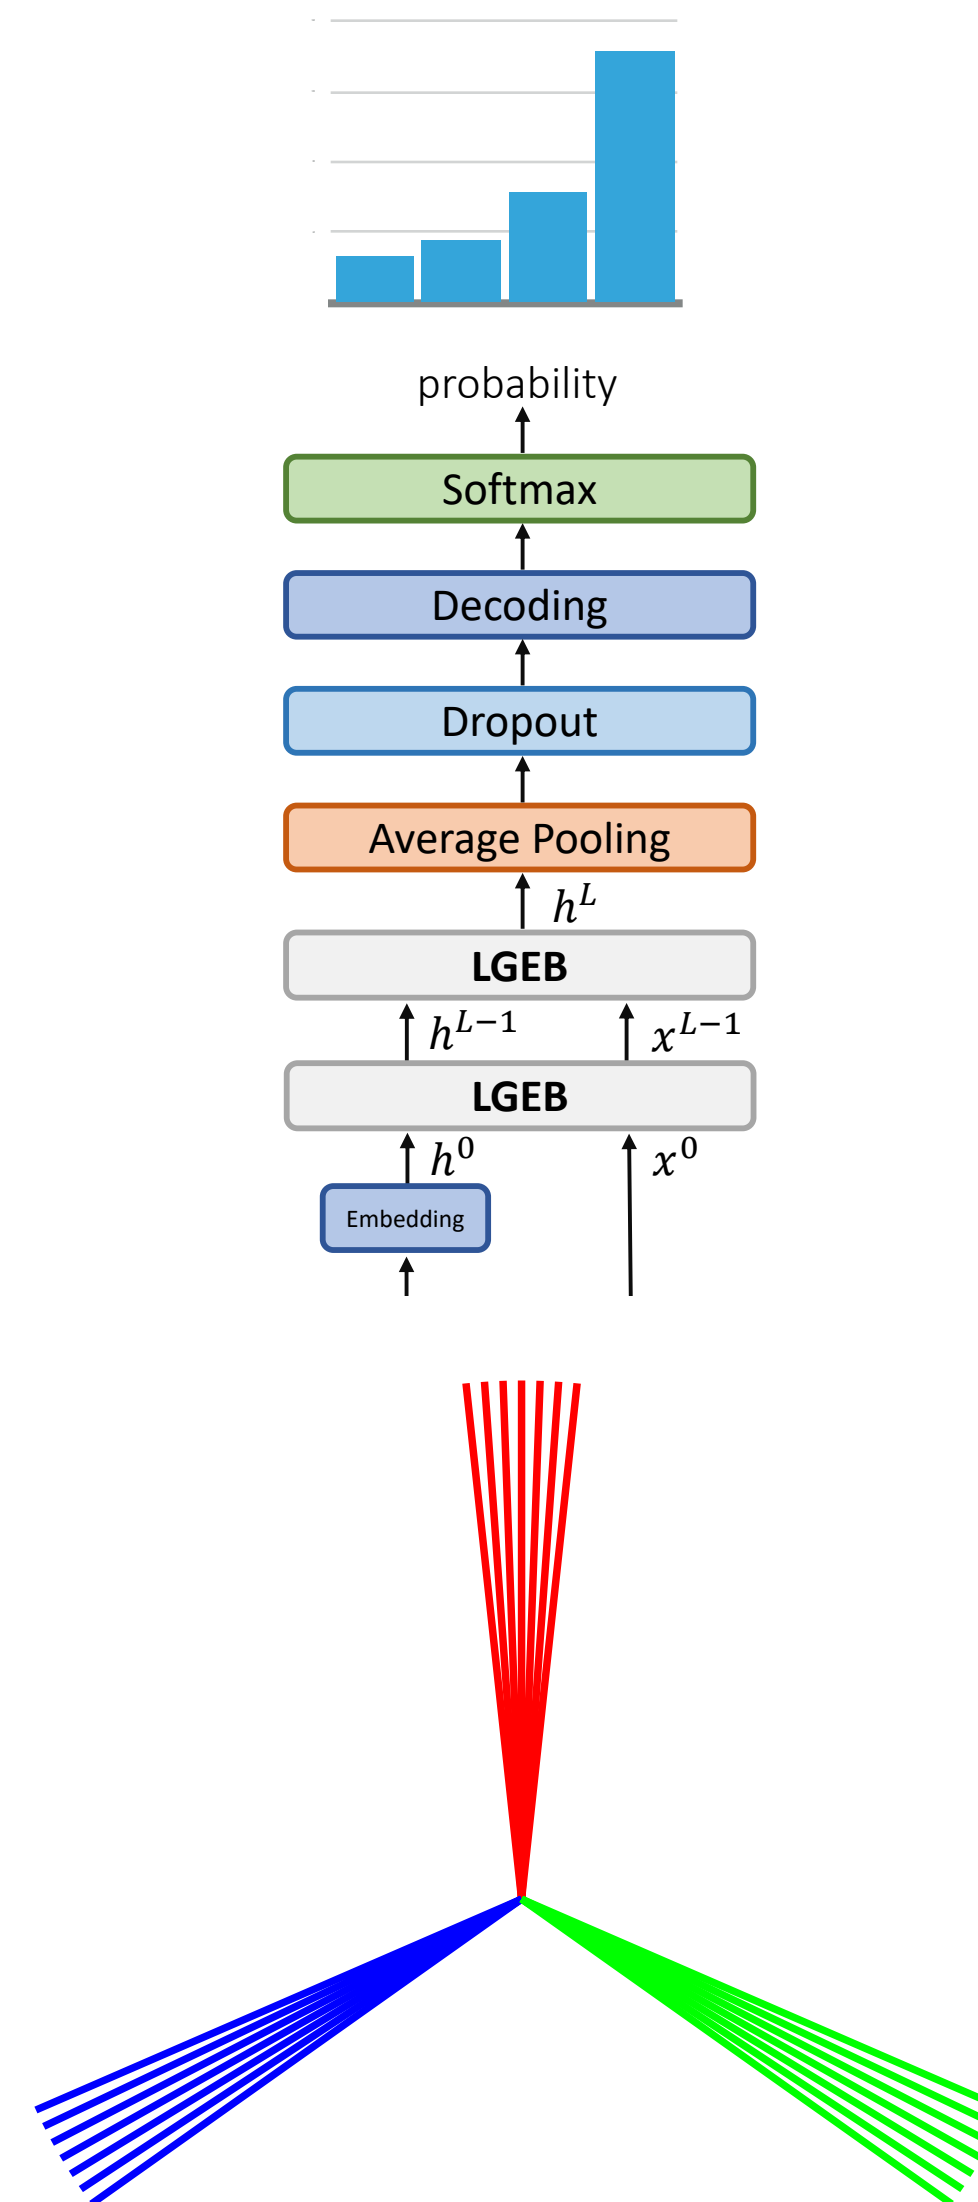 probability
Softmax
Decoding
Dropout
Average Pooling
h^L
LGEB
h^{L-1} x^{L-1}
LGEB
h^0 x^0
Embedding